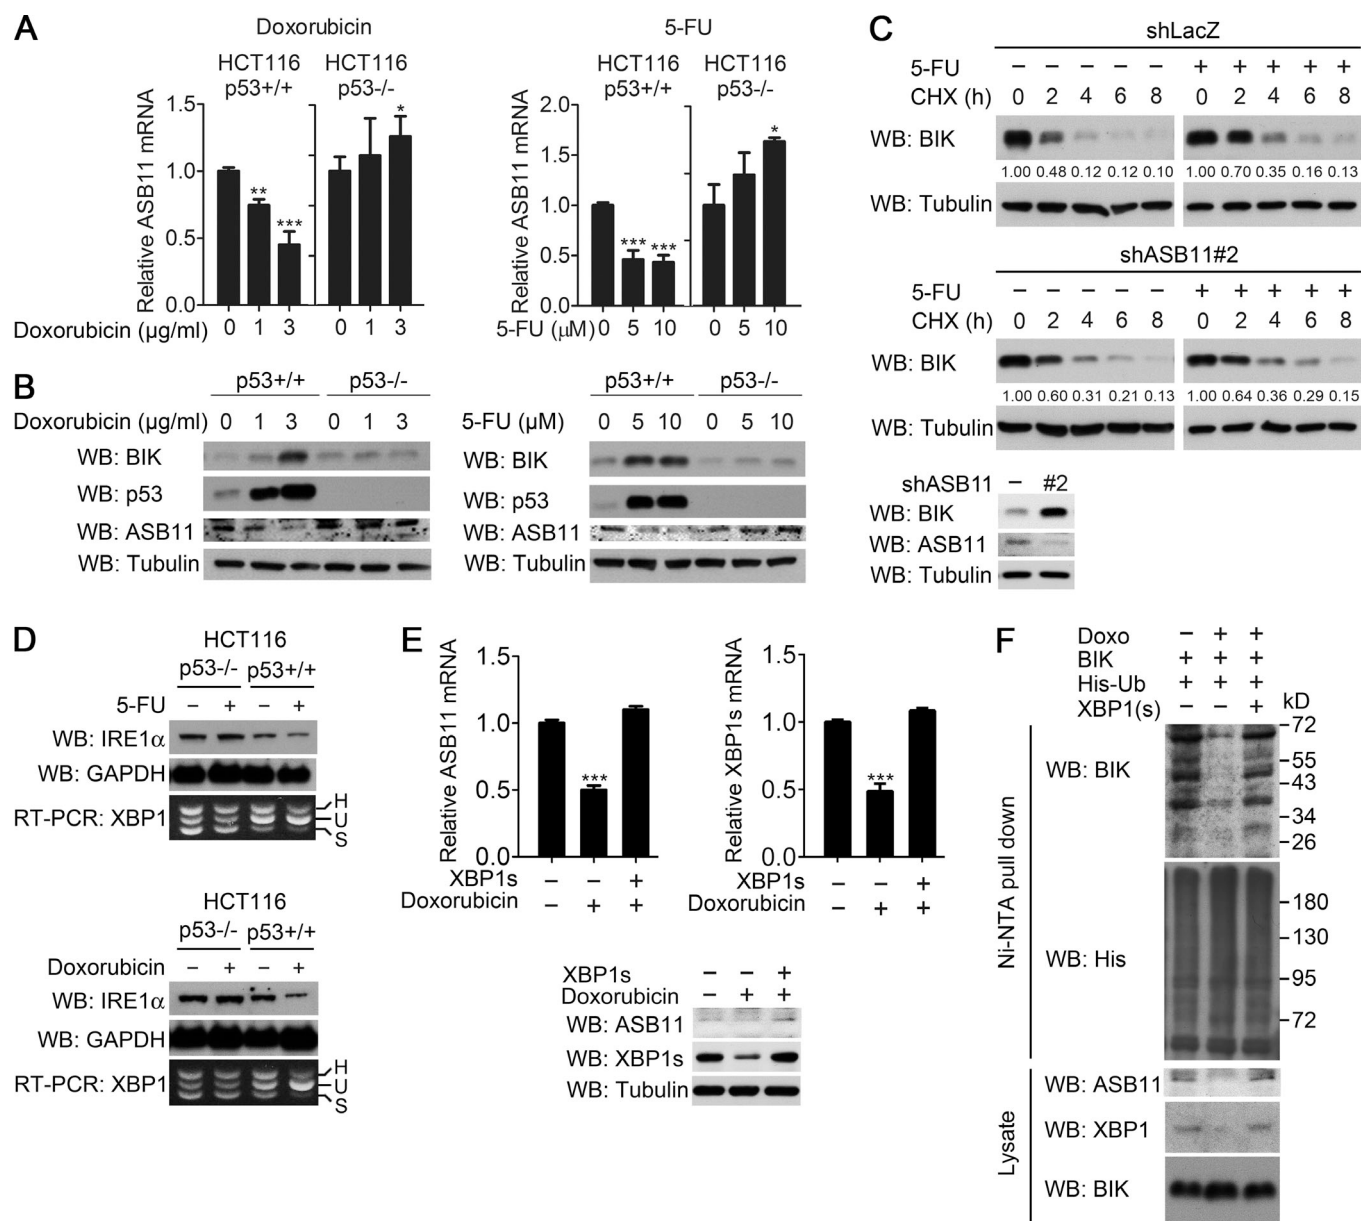 A
Doxorubicin
HCT116 HCT116
p53+/+ p53-/-
Relative ASB11 mRNA
1.5
1.0
0.5
0.0
** *** *
0 1 3 0 1 3
Doxorubicin (µg/ml)
5-FU
HCT116 HCT116
p53+/+ p53-/-
Relative ASB11 mRNA
2.0
1.5
1.0
0.5
0.0
*** *** *
0 5 10 0 5 10
5-FU (µM)
B
p53+/+ p53-/-
Doxorubicin (µg/ml) 0 1 3 0 1 3
WB: BIK
WB: p53
WB: ASB11
WB: Tubulin
p53+/+ p53-/-
5-FU (µM) 0 5 10 0 5 10
WB: BIK
WB: p53
WB: ASB11
WB: Tubulin
C
shLacZ
5-FU – – – – – + + + + +
CHX (h) 0 2 4 6 8 0 2 4 6 8
WB: BIK
1.00 0.48 0.12 0.12 0.10 1.00 0.70 0.35 0.16 0.13
WB: Tubulin
shASB11#2
5-FU – – – – – + + + + +
CHX (h) 0 2 4 6 8 0 2 4 6 8
WB: BIK
1.00 0.60 0.31 0.21 0.13 1.00 0.64 0.36 0.29 0.15
WB: Tubulin
shASB11 – #2
WB: BIK
WB: ASB11
WB: Tubulin
D
HCT116
p53-/- p53+/+
5-FU – + – +
WB: IRE1α
WB: GAPDH
RT-PCR: XBP1
H
U
S
HCT116
p53-/- p53+/+
Doxorubicin – + – +
WB: IRE1α
WB: GAPDH
RT-PCR: XBP1
H
U
S
E
Relative ASB11 mRNA
1.5
1.0
0.5
0.0
***
XBP1s – – +
Doxorubicin – + +
Relative XBP1s mRNA
1.5
1.0
0.5
0.0
***
XBP1s – – +
Doxorubicin – + +
XBP1s – – +
Doxorubicin – + +
WB: ASB11
WB: XBP1s
WB: Tubulin
F
Doxo – + +
BIK + + +
His-Ub + + +
XBP1(s) – – +
kD
Ni-NTA pull down
WB: BIK
72
55
43
34
26
WB: His
180
130
95
72
Lysate
WB: ASB11
WB: XBP1
WB: BIK